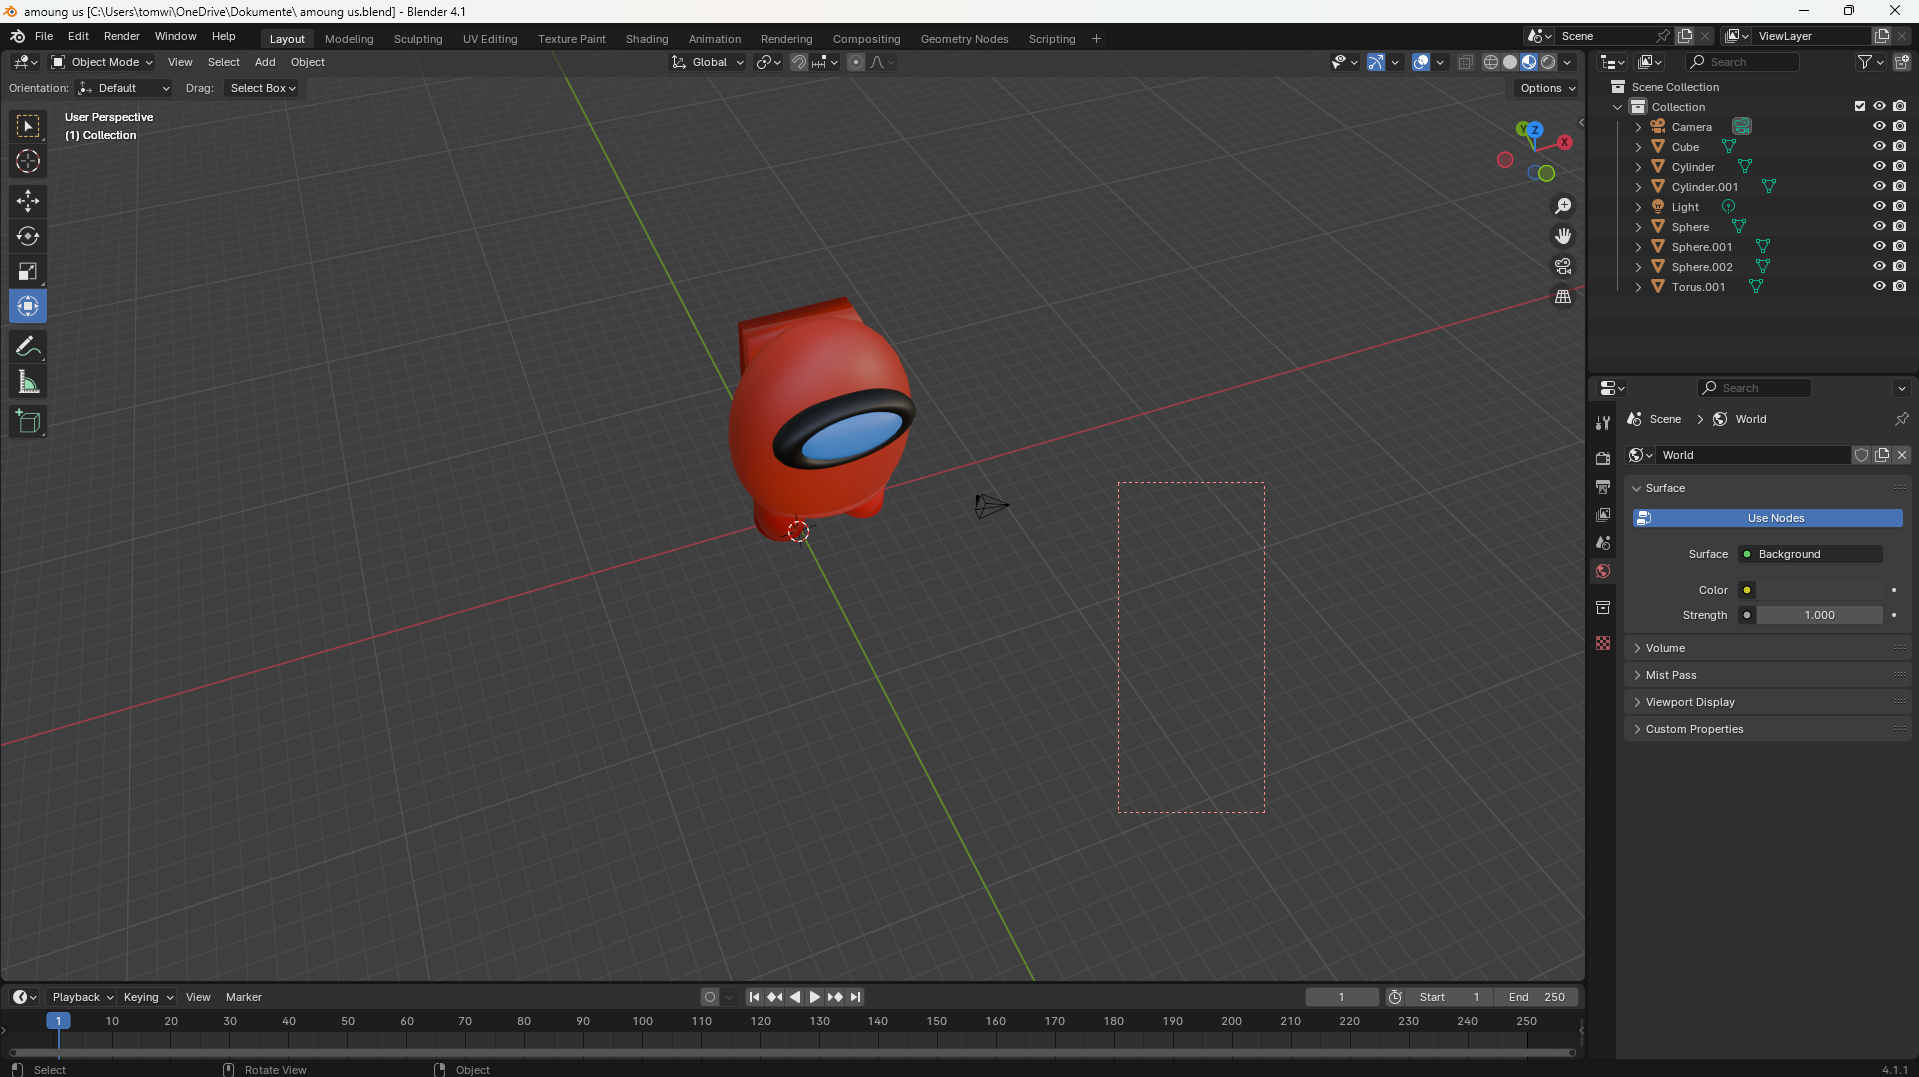 amoung us [C:\Users\tomwi\OneDrive\Dokumente\ amoung us.blend] - Blender 4.1
File Edit Render Window Help Layout Modeling Sculpting UV Editing Texture Paint Shading Animation Rendering Compositing Geometry Nodes Scripting + Scene ViewLayer
Object Mode View Select Add Object Global Search
Orientation: Default Drag: Select Box Options
Scene Collection
User Perspective
(1) Collection
Collection
Camera
Cube
Cylinder
Cylinder.001
Light
Sphere
Sphere.001
Sphere.002
Torus.001
Y Z X
Search
Scene > World
World
Surface
Use Nodes
Surface Background
Color
Strength 1.000
Volume
Mist Pass
Viewport Display
Custom Properties
Playback Keying View Marker 1 Start 1 End 250
1 10 20 30 40 50 60 70 80 90 100 110 120 130 140 150 160 170 180 190 200 210 220 230 240 250
Select Rotate View Object 4.1.1